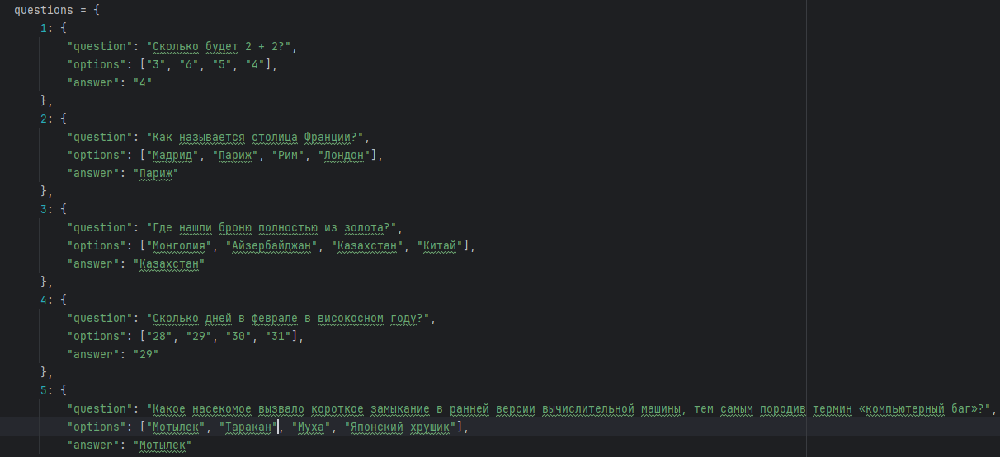 questions = {
1: {
"question": "Сколько будет 2 + 2?",
"options": ["3", "6", "5", "4"],
"answer": "4"
},
2: {
"question": "Как называется столица Франции?",
"options": ["Мадрид", "Париж", "Рим", "Лондон"],
"answer": "Париж"
},
3: {
"question": "Где нашли броню полностью из золота?",
"options": ["Монголия", "Айзербайджан", "Казахстан", "Китай"],
"answer": "Казахстан"
},
4: {
"question": "Сколько дней в феврале в високосном году?",
"options": ["28", "29", "30", "31"],
"answer": "29"
},
5: {
"question": "Какое насекомое вызвало короткое замыкание в ранней версии вычислительной машины, тем самым породив термин «компьютерный баг»?",
"options": ["Мотылек", "Таракан", "Муха", "Японский хрущик"],
"answer": "Мотылек"